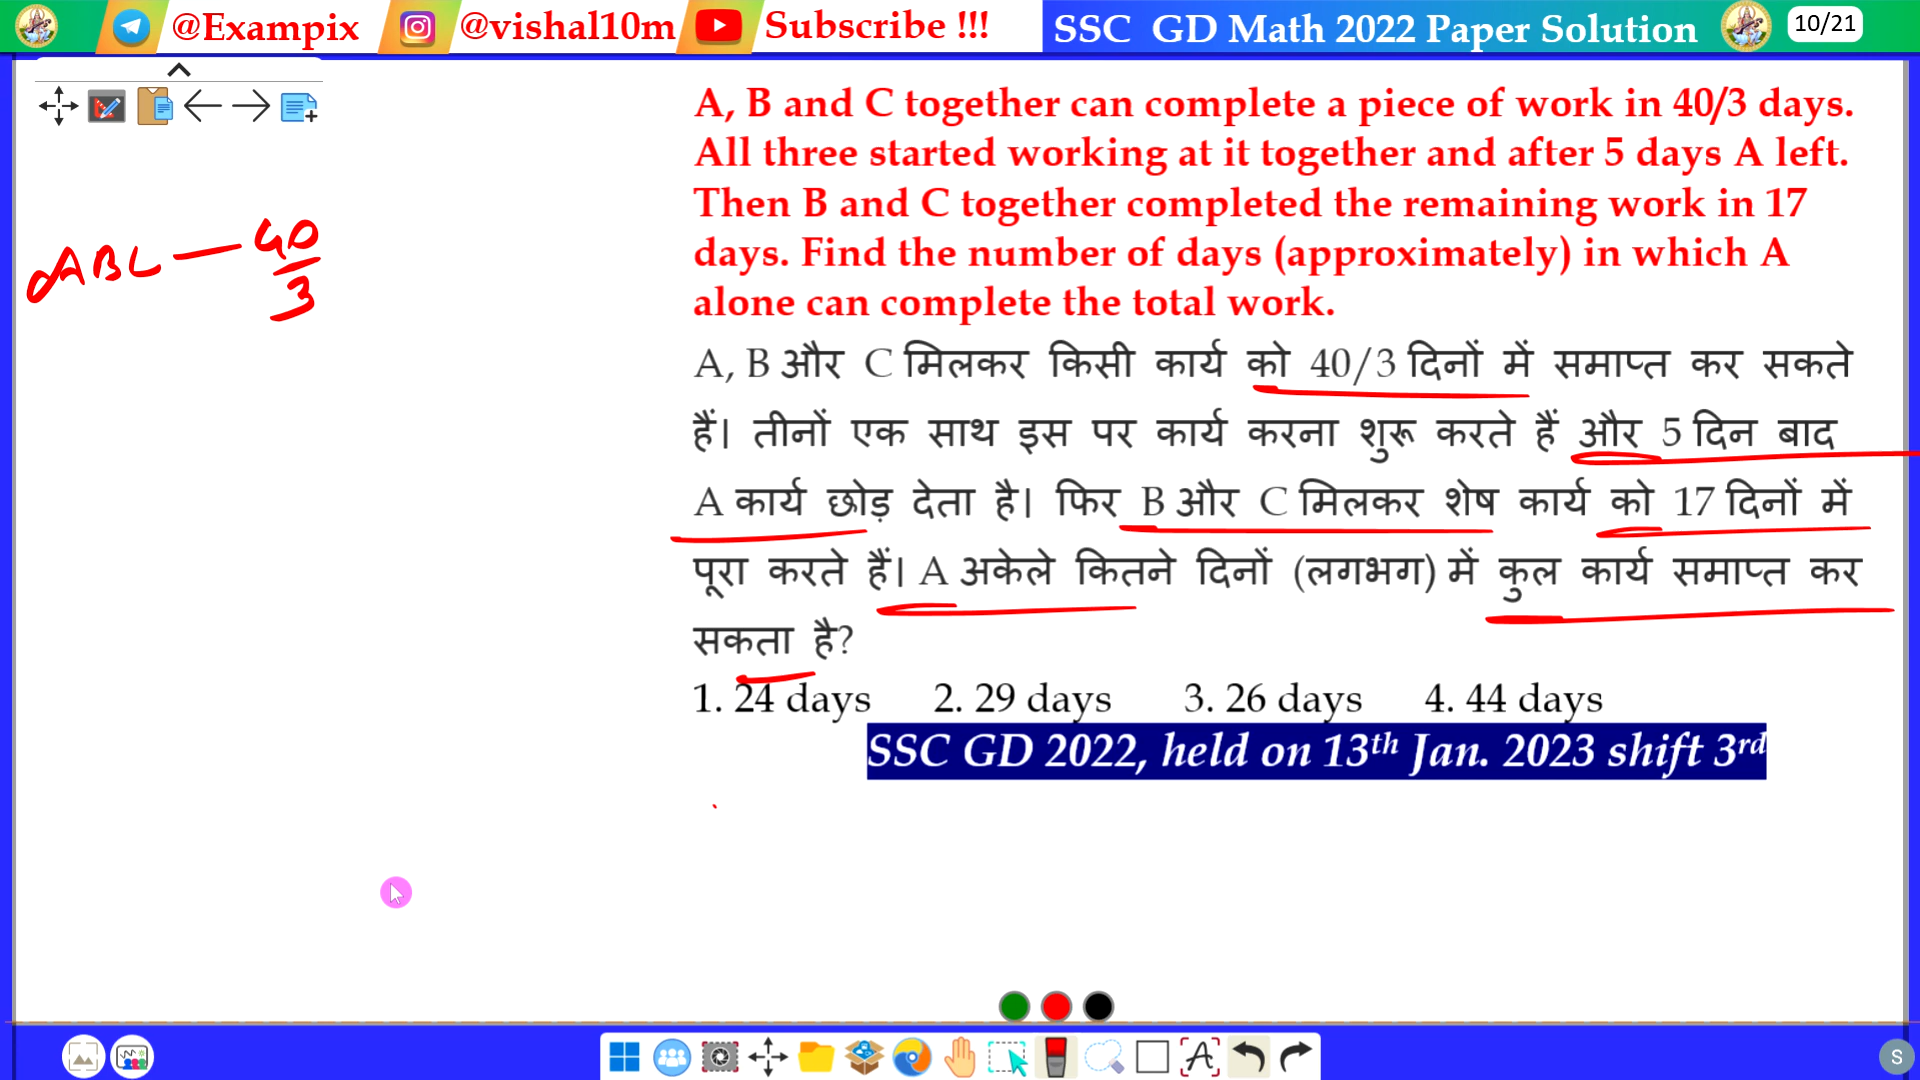 @Exampix @vishal10m Subscribe !!! SSC GD Math 2022 Paper Solution 10/21
A, B and C together can complete a piece of work in 40/3 days.
All three started working at it together and after 5 days A left.
Then B and C together completed the remaining work in 17
days. Find the number of days (approximately) in which A
alone can complete the total work.
ABC — 40/3
A, B और C मिलकर किसी कार्य को 40/3 दिनों में समाप्त कर सकते
हैं। तीनों एक साथ इस पर कार्य करना शुरू करते हैं और 5 दिन बाद
A कार्य छोड़ देता है। फिर B और C मिलकर शेष कार्य को 17 दिनों में
पूरा करते हैं। A अकेले कितने दिनों (लगभग) में कुल कार्य समाप्त कर
सकता है?
1. 24 days 2. 29 days 3. 26 days 4. 44 days
SSC GD 2022, held on 13th Jan. 2023 shift 3rd
S